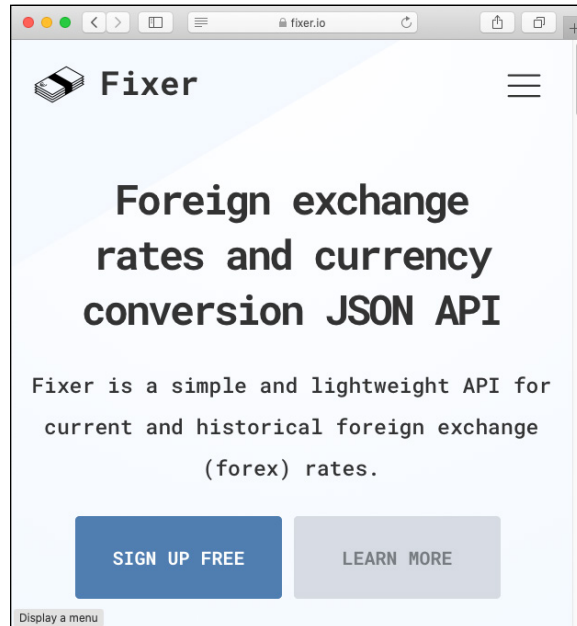 fixer.io
Fixer
Foreign exchange
rates and currency
conversion JSON API
Fixer is a simple and lightweight API for
current and historical foreign exchange
(forex) rates.
SIGN UP FREE
LEARN MORE
Display a menu